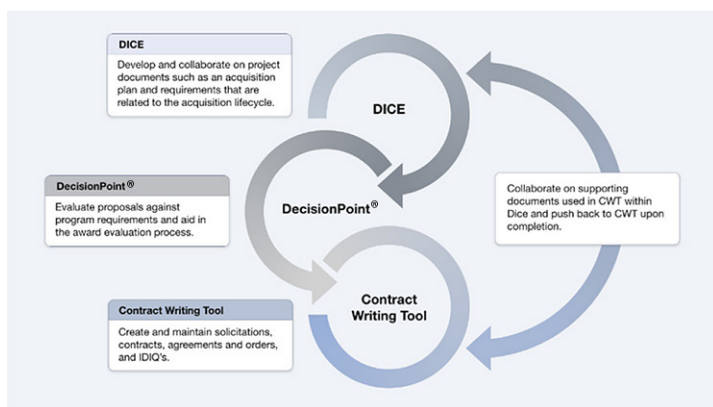 DICE
Develop and collaborate on project
documents such as an acquisition
plan and requirements that are
related to the acquisition lifecycle.
DICE
DecisionPoint®
Evaluate proposals against
program requirements and aid in
the award evaluation process.
DecisionPoint®
Collaborate on supporting
documents used in CWT within
Dice and push back to CWT upon
completion.
Contract Writing Tool
Create and maintain solicitations,
contracts, agreements and orders,
and IDIQ's.
Contract
Writing Tool